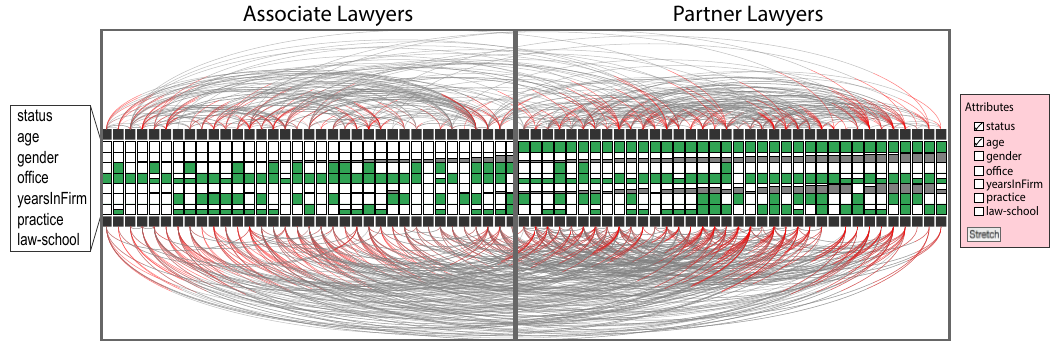 Associate Lawyers
Partner Lawyers
status
age
gender
office
yearsInFirm
practice
law-school
Attributes
status
age
gender
office
yearsInFirm
practice
law-school
Stretch